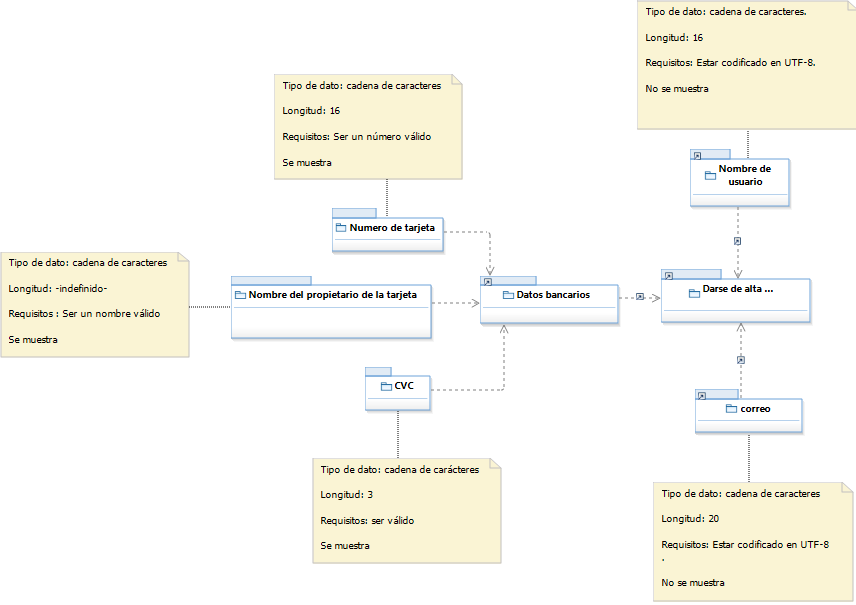 Tipo de dato: cadena de caracteres.
Longitud: 16
Requisitos: Estar codificado en UTF-8.
No se muestra
Tipo de dato: cadena de caracteres
Longitud: 16
Requisitos: Ser un número válido
Se muestra
Nombre de
usuario
Numero de tarjeta
Tipo de dato: cadena de caracteres
Longitud: -indefinido-
Requisitos : Ser un nombre válido
Se muestra
Nombre del propietario de la tarjeta
Datos bancarios
Darse de alta ...
CVC
correo
Tipo de dato: cadena de carácteres
Longitud: 3
Requisitos: ser válido
Se muestra
Tipo de dato: cadena de caracteres
Longitud: 20
Requisitos: Estar codificado en UTF-8
.
No se muestra